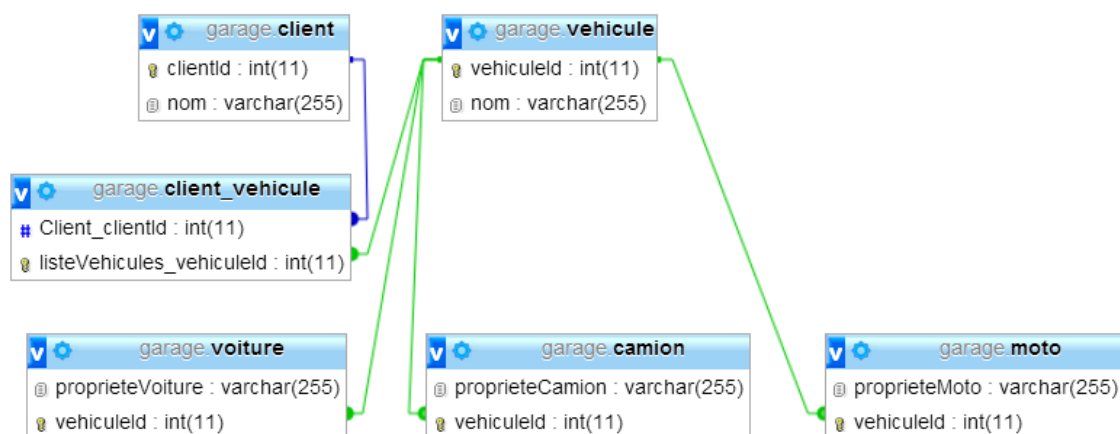 v garage.client
clientId : int(11)
nom : varchar(255)
v garage.vehicule
vehiculeId : int(11)
nom : varchar(255)
v garage.client_vehicule
# Client_clientId : int(11)
listeVehicules_vehiculeId : int(11)
v garage.voiture
proprieteVoiture : varchar(255)
vehiculeId : int(11)
v garage.camion
proprieteCamion : varchar(255)
vehiculeId : int(11)
v garage.moto
proprieteMoto : varchar(255)
vehiculeId : int(11)